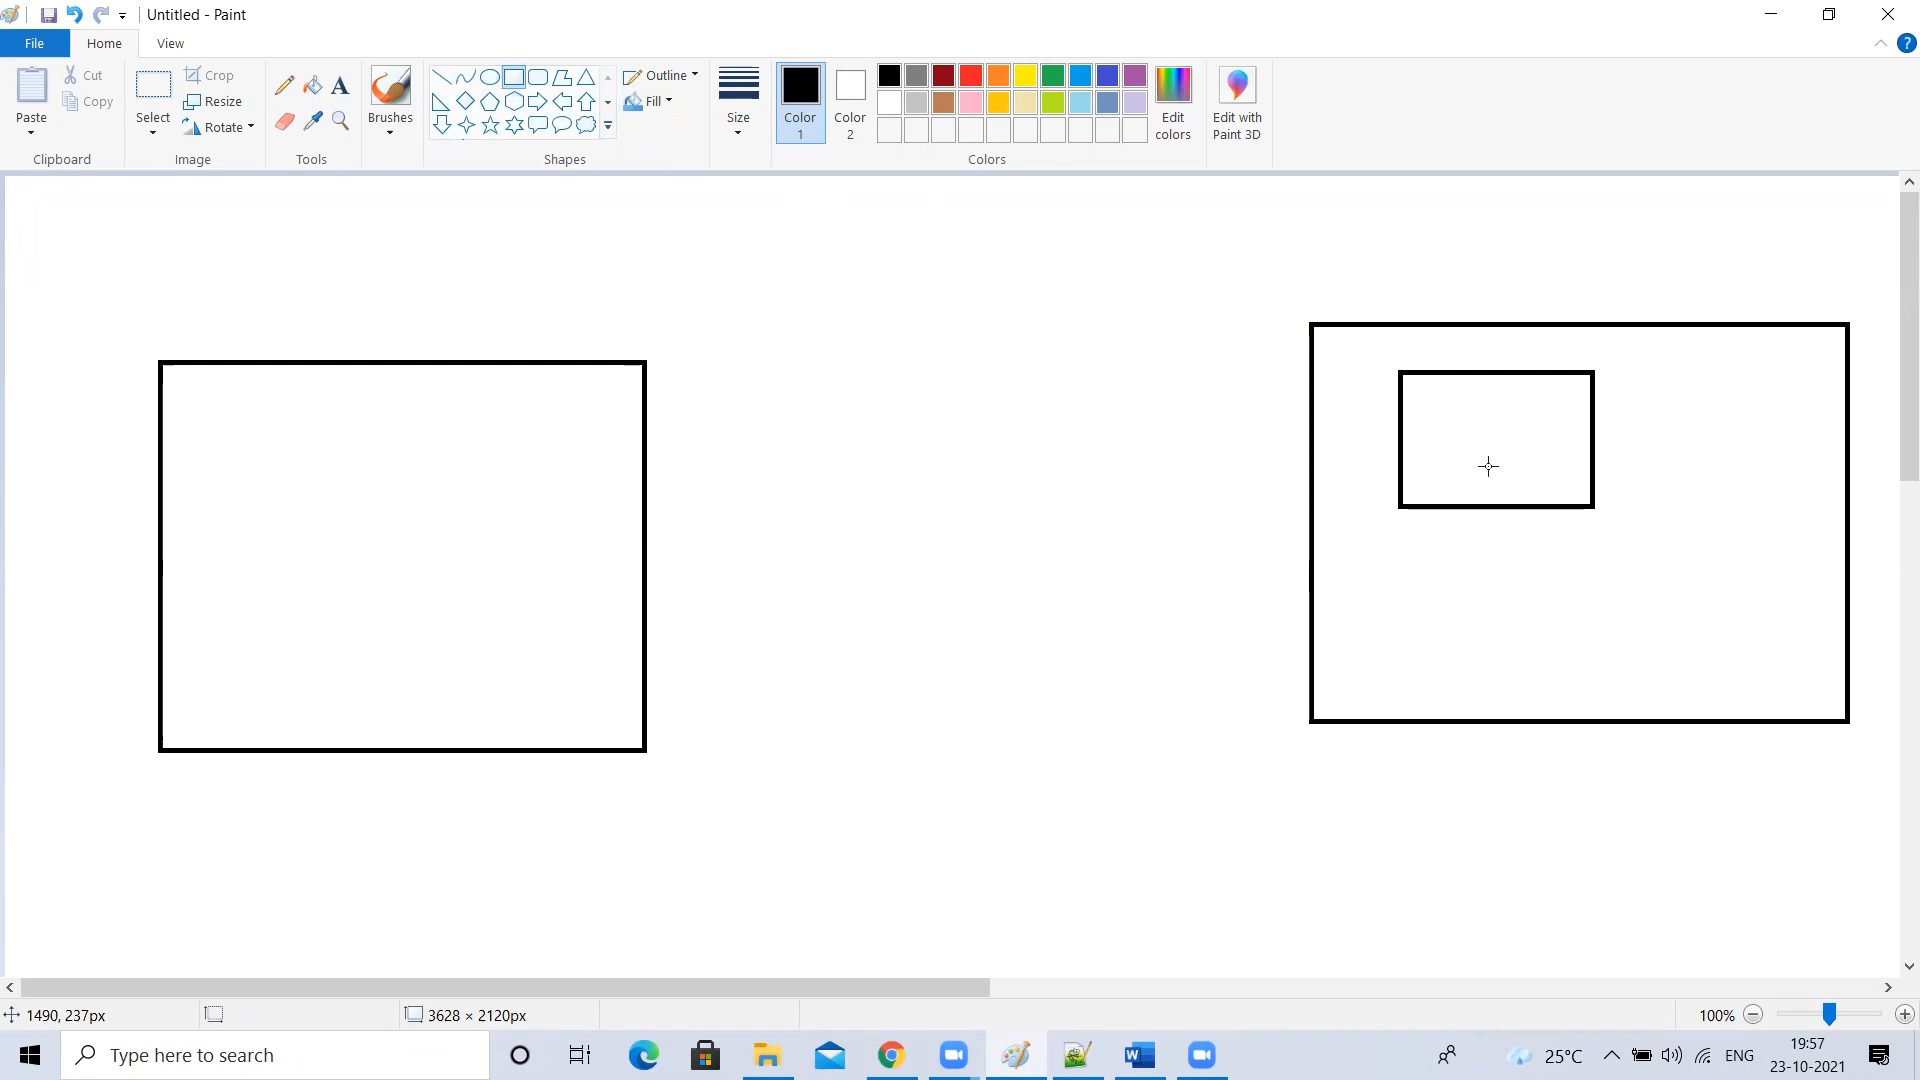 Untitled - Paint
File Home View
Paste
Cut
Copy
Clipboard
Select
Crop
Resize
Rotate
Image
A
Tools
Brushes
Shapes
Outline
Fill
Size
Color
1
Color
2
Edit
colors
Colors
Edit with
Paint 3D
?
1490, 237px
3628 × 2120px
100%
Type here to search
W
25°C
ENG
19:57
23-10-2021